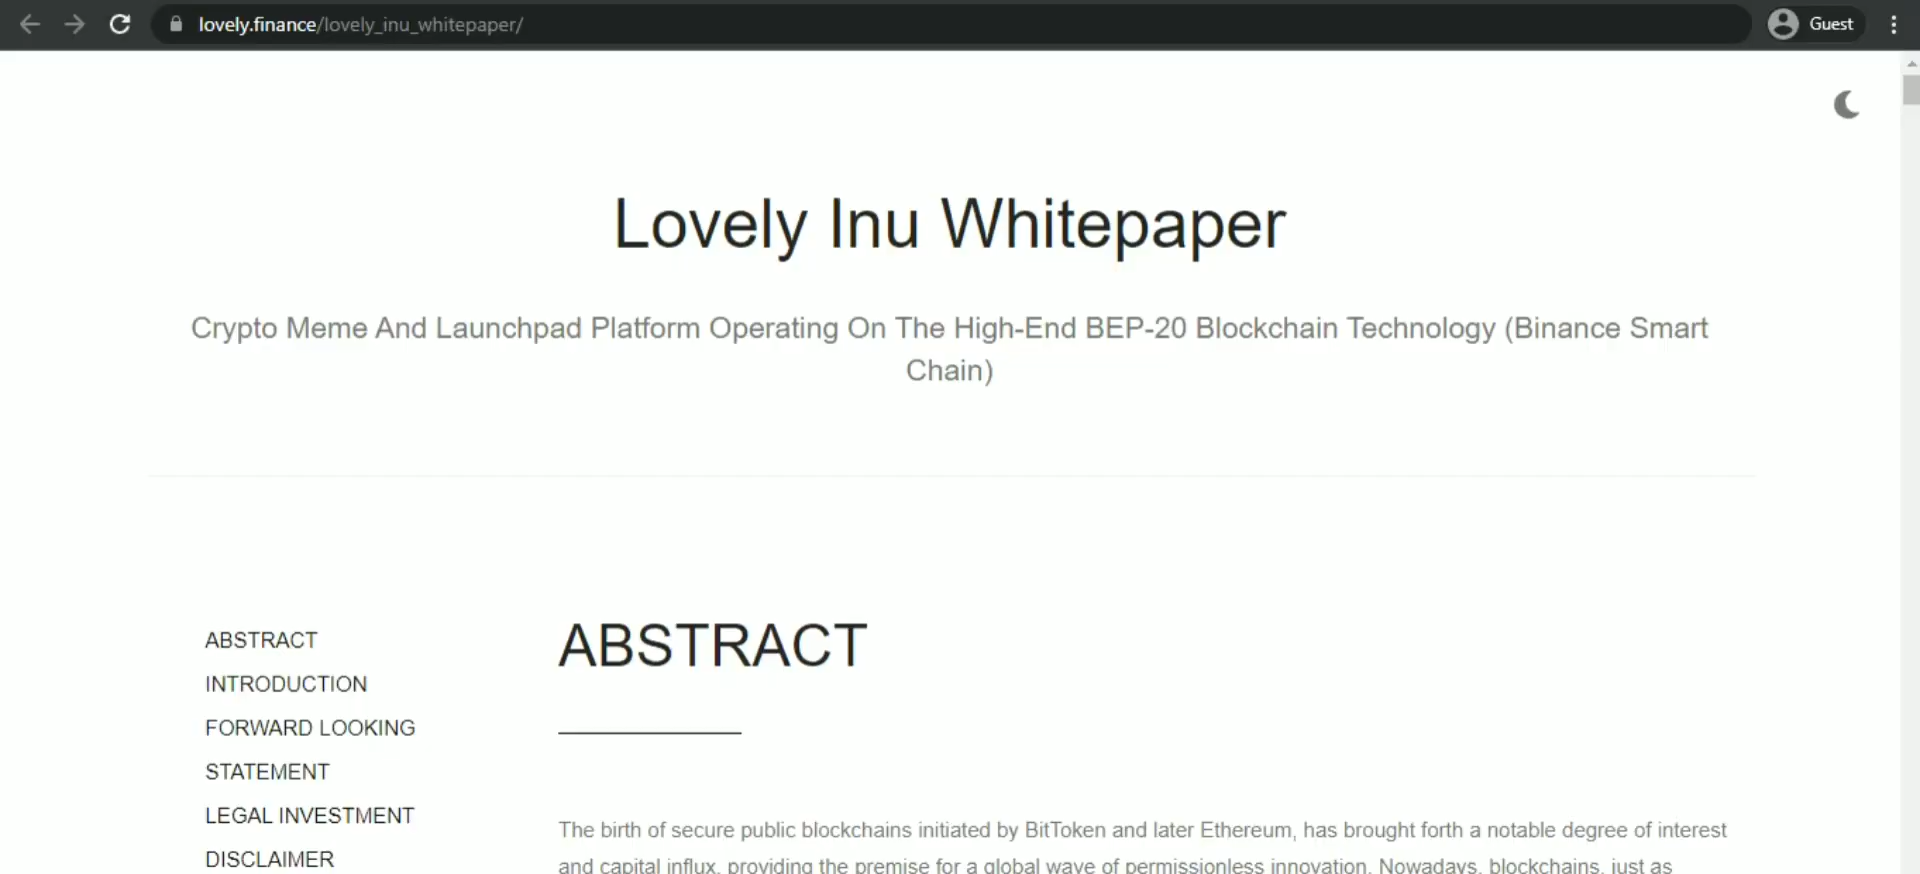 lovely.finance/lovely_inu_whitepaper/
Guest
Lovely Inu Whitepaper
Crypto Meme And Launchpad Platform Operating On The High-End BEP-20 Blockchain Technology (Binance Smart
Chain)
ABSTRACT
INTRODUCTION
FORWARD LOOKING
STATEMENT
LEGAL INVESTMENT
DISCLAIMER
ABSTRACT
The birth of secure public blockchains initiated by BitToken and later Ethereum, has brought forth a notable degree of interest
and capital influx, providing the premise for a global wave of permissionless innovation. Nowadays, blockchains, just as